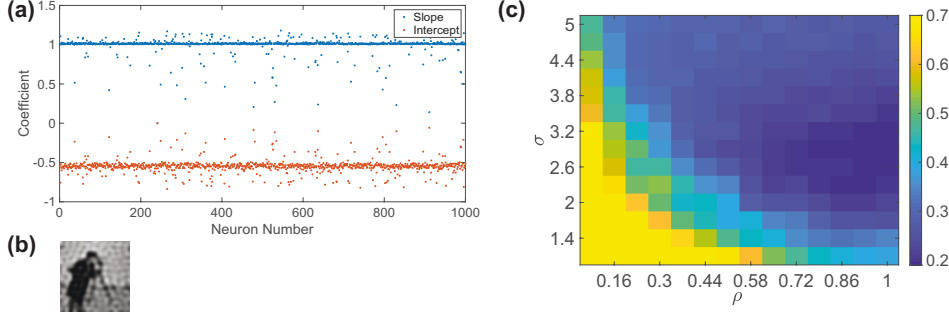 (a)
1.5
1
0.5
0
-0.5
-1
Coefficient
Slope
Intercept
0 200 400 600 800 1000
Neuron Number
(b)
(c)
5
4.4
3.8
3.2
2.6
2
1.4
σ
0.16 0.3 0.44 0.58 0.72 0.86 1
ρ
0.7
0.6
0.5
0.4
0.3
0.2